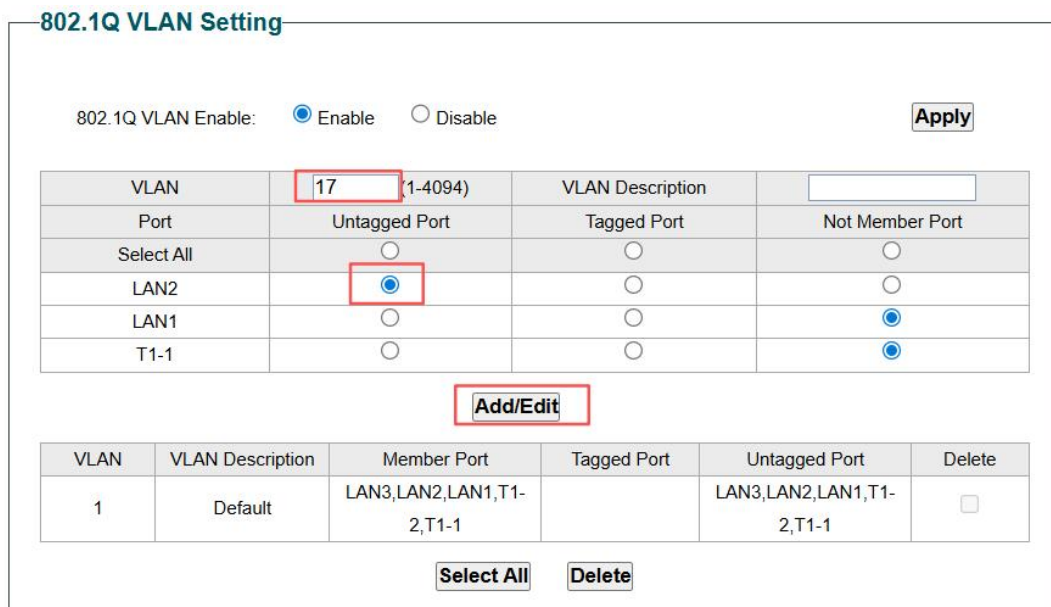 802.1Q VLAN Setting
802.1Q VLAN Enable: Enable Disable Apply
VLAN 17 (1-4094) VLAN Description
Port Untagged Port Tagged Port Not Member Port
Select All
LAN2
LAN1
T1-1
Add/Edit
VLAN VLAN Description Member Port Tagged Port Untagged Port Delete
1 Default LAN3,LAN2,LAN1,T1-2,T1-1 LAN3,LAN2,LAN1,T1-2,T1-1
Select All Delete